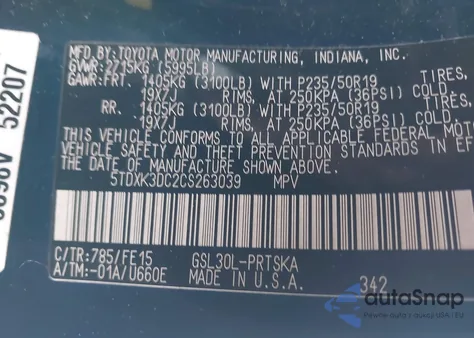 MFD.BY:TOYOTA MOTOR MANUFACTURING, INDIANA, INC.
GVWR:2715KG (5995LB)
GAWR:FRT. 1405KG (3100LB) WITH P235/50R19 TIRES,
19X7J RIMS, AT 250KPA (36PSI) COLD.
RR. 1405KG (3100LB) WITH P235/50R19 TIRES,
19X7J RIMS, AT 250KPA (36PSI) COLD.
THIS VEHICLE CONFORMS TO ALL APPLICABLE FEDERAL MOTOR
VEHICLE SAFETY AND THEFT PREVENTION STANDARDS IN EF
THE DATE OF MANUFACTURE SHOWN ABOVE.
5TDXK3DC2CS263039 MPV
C/TR:785/FE15 GSL30L-PRTSKA
A/TM:-01A/U660E MADE IN U.S.A. 342
52207
autaSnap